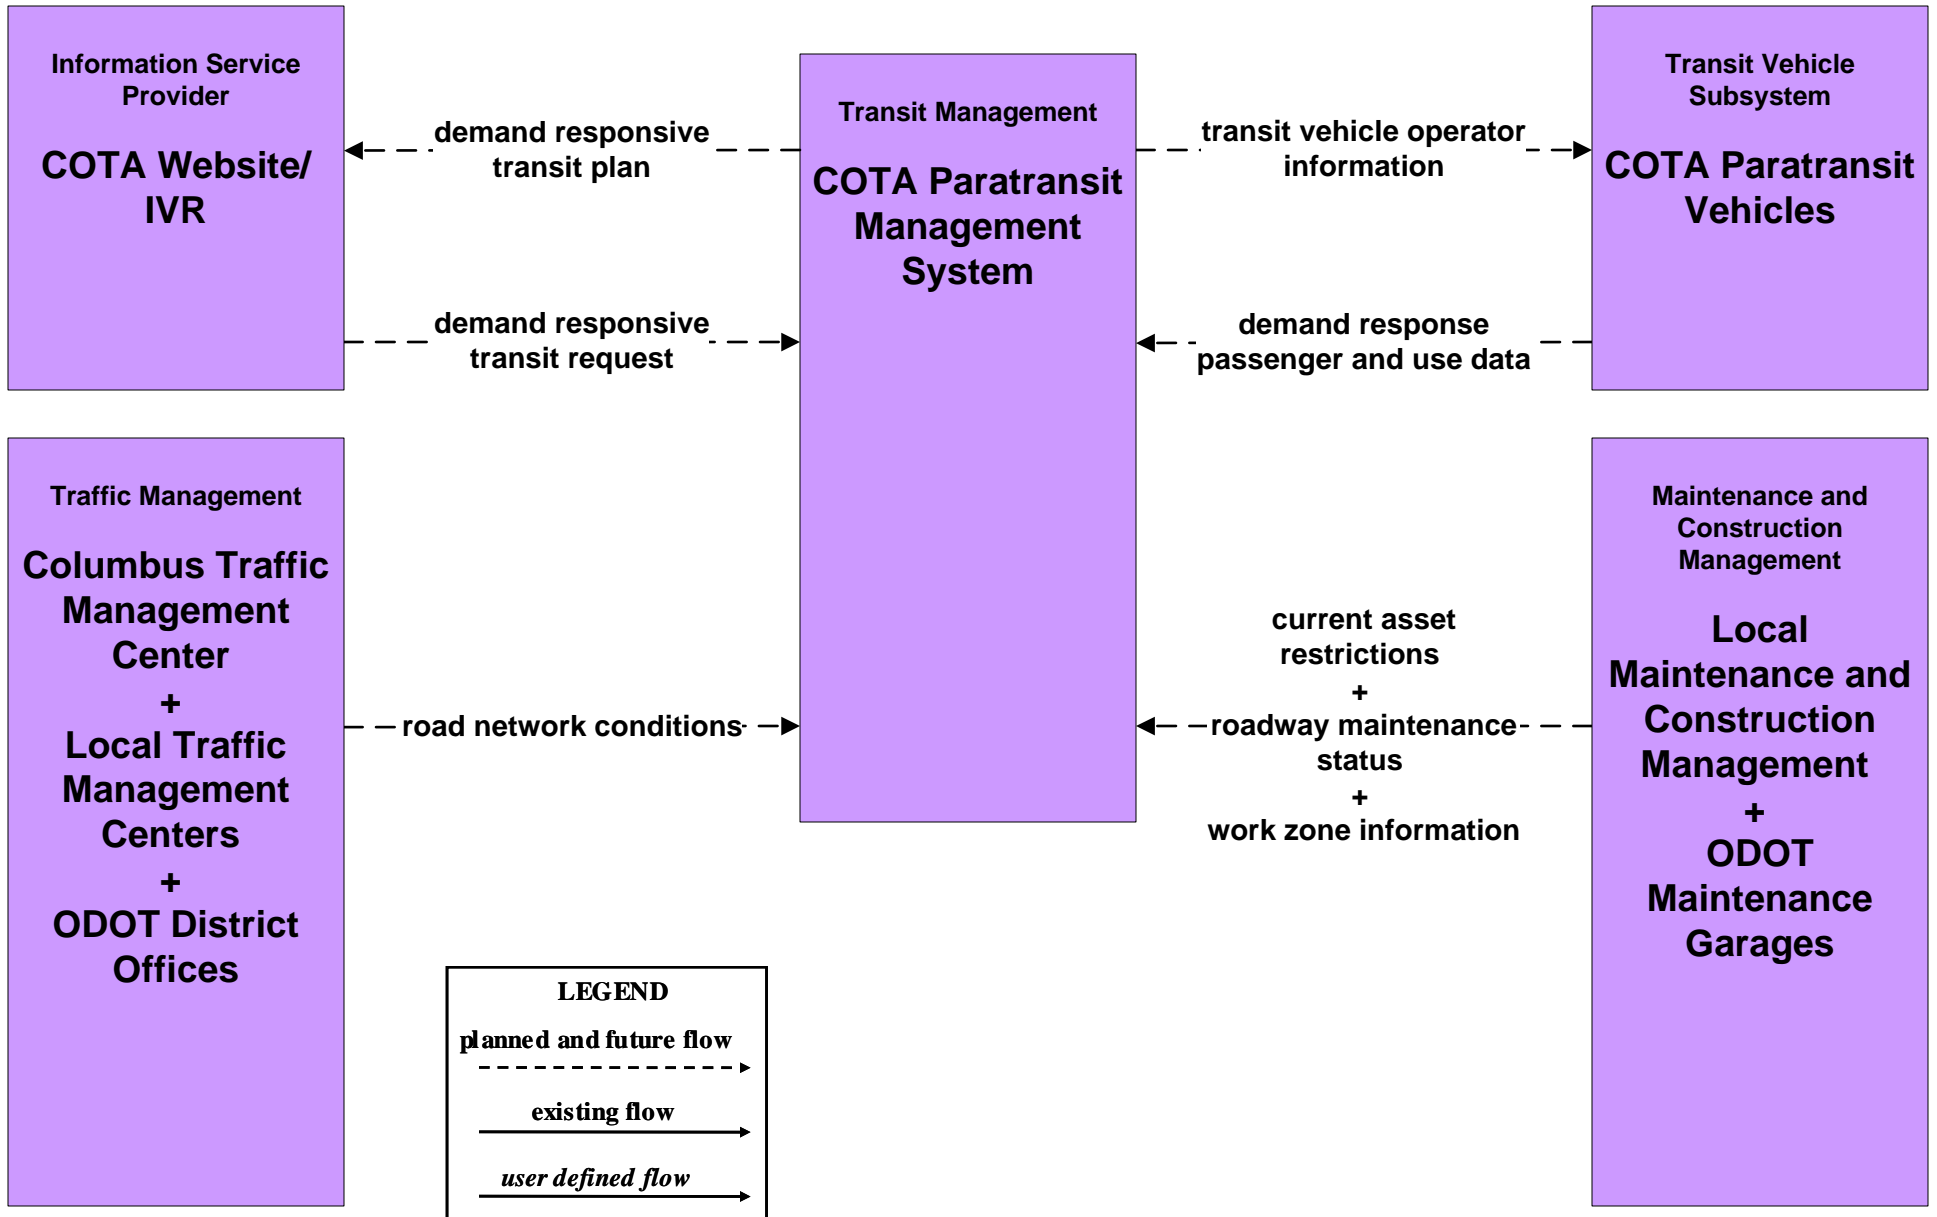 Information Service
Provider
COTA Website/
IVR
demand responsive
transit plan
demand responsive
transit request
Transit Management
COTA Paratransit
Management
System
transit vehicle operator
information
demand response
passenger and use data
Transit Vehicle
Subsystem
COTA Paratransit
Vehicles
Traffic Management
Columbus Traffic
Management
Center
+
Local Traffic
Management
Centers
+
ODOT District
Offices
road network conditions
current asset
restrictions
+
roadway maintenance
status
+
work zone information
Maintenance and
Construction
Management
Local
Maintenance and
Construction
Management
+
ODOT
Maintenance
Garages
LEGEND
planned and future flow
existing flow
user defined flow